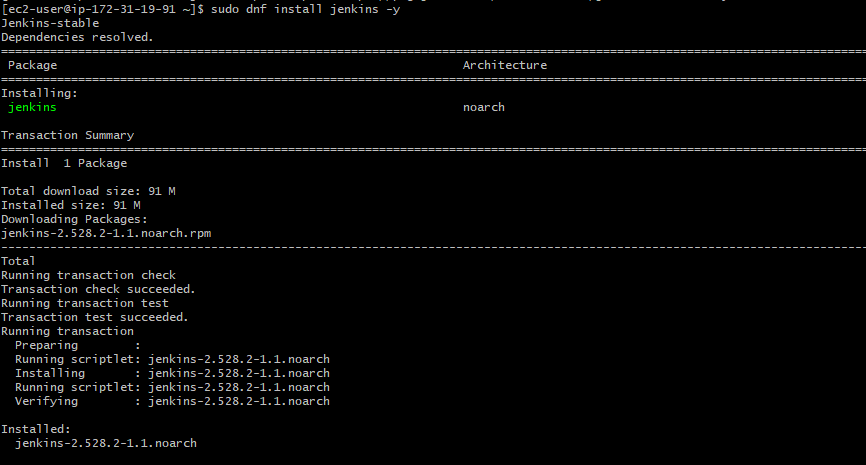 [ec2-user@ip-172-31-19-91 ~]$ sudo dnf install jenkins -y
Jenkins-stable
Dependencies resolved.
================================================================================
Package Architecture
================================================================================
Installing:
jenkins noarch
Transaction Summary
================================================================================
Install 1 Package
Total download size: 91 M
Installed size: 91 M
Downloading Packages:
jenkins-2.528.2-1.1.noarch.rpm
--------------------------------------------------------------------------------
Total
Running transaction check
Transaction check succeeded.
Running transaction test
Transaction test succeeded.
Running transaction
Preparing :
Running scriptlet: jenkins-2.528.2-1.1.noarch
Installing : jenkins-2.528.2-1.1.noarch
Running scriptlet: jenkins-2.528.2-1.1.noarch
Verifying : jenkins-2.528.2-1.1.noarch
Installed:
jenkins-2.528.2-1.1.noarch